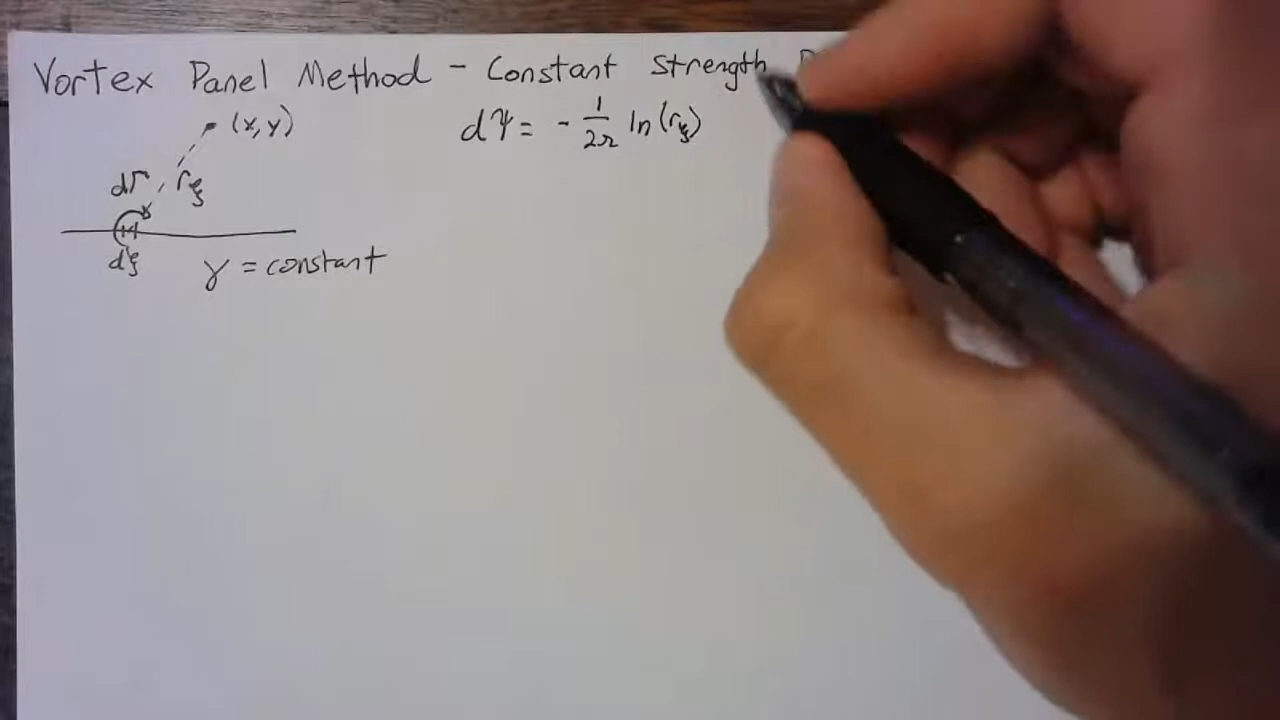 Vortex Panel Method - Constant Strength
(x,y)
dψ = - 1/2π ln(rξ)
dΓ rξ
dξ
γ = constant